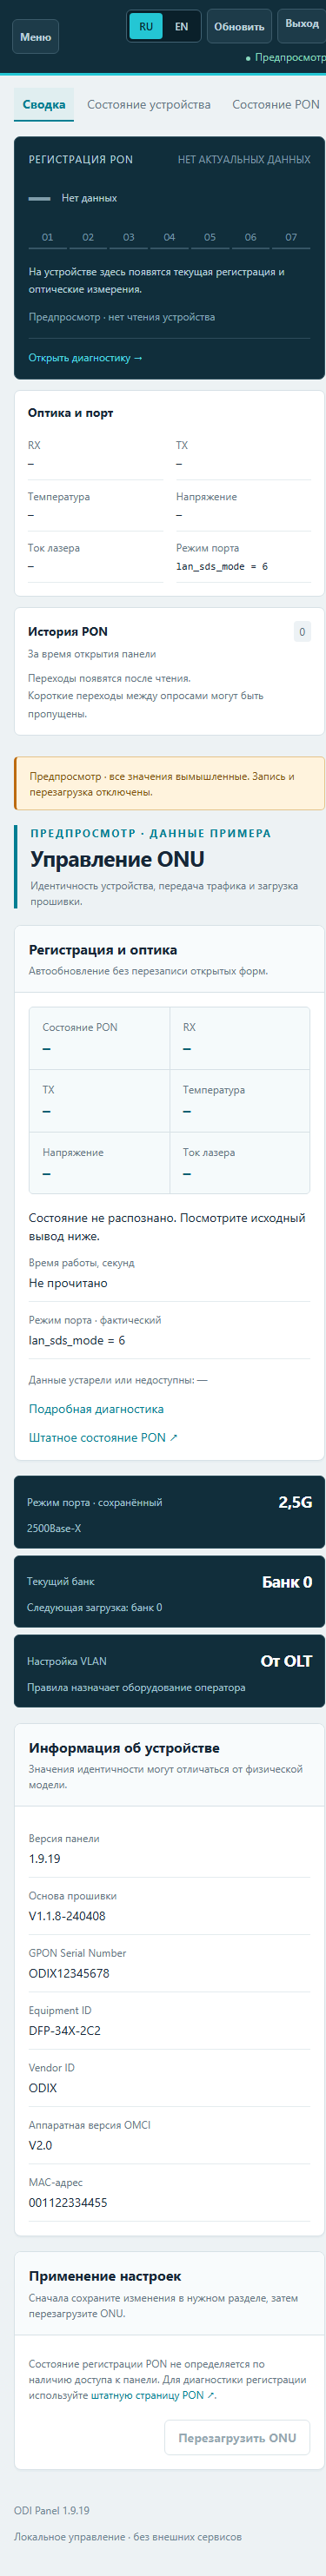 Меню
RU
EN
Обновить
Выход
Предпросмотр
Сводка
Состояние устройства
Состояние PON
РЕГИСТРАЦИЯ PON
НЕТ АКТУАЛЬНЫХ ДАННЫХ
Нет данных
01 02 03 04 05 06 07
На устройстве здесь появятся текущая регистрация и
оптические измерения.
Предпросмотр · нет чтения устройства
Открыть диагностику →
Оптика и порт
RX
TX
—
—
Температура
Напряжение
—
—
Ток лазера
Режим порта
—
lan_sds_mode = 6
История PON
0
За время открытия панели
Переходы появятся после чтения.
Короткие переходы между опросами могут быть
пропущены.
Предпросмотр · все значения вымышленные. Запись и
перезагрузка отключены.
ПРЕДПРОСМОТР · ДАННЫЕ ПРИМЕРА
Управление ONU
Идентичность устройства, передача трафика и загрузка
прошивки.
Регистрация и оптика
Автообновление без перезаписи открытых форм.
Состояние PON
RX
—
—
TX
Температура
—
—
Напряжение
Ток лазера
—
—
Состояние не распознано. Посмотрите исходный
вывод ниже.
Время работы, секунд
Не прочитано
Режим порта · фактический
lan_sds_mode = 6
Данные устарели или недоступны: —
Подробная диагностика
Штатное состояние PON ↗
Режим порта · сохранённый
2,5G
2500Base-X
Текущий банк
Банк 0
Следующая загрузка: банк 0
Настройка VLAN
От OLT
Правила назначает оборудование оператора
Информация об устройстве
Значения идентичности могут отличаться от физической
модели.
Версия панели
1.9.19
Основа прошивки
V1.1.8-240408
GPON Serial Number
ODIX12345678
Equipment ID
DFP-34X-2C2
Vendor ID
ODIX
Аппаратная версия OMCI
V2.0
MAC-адрес
001122334455
Применение настроек
Сначала сохраните изменения в нужном разделе, затем
перезагрузите ONU.
Состояние регистрации PON не определяется по
наличию доступа к панели. Для диагностики регистрации
используйте штатную страницу PON ↗.
Перезагрузить ONU
ODI Panel 1.9.19
Локальное управление · без внешних сервисов